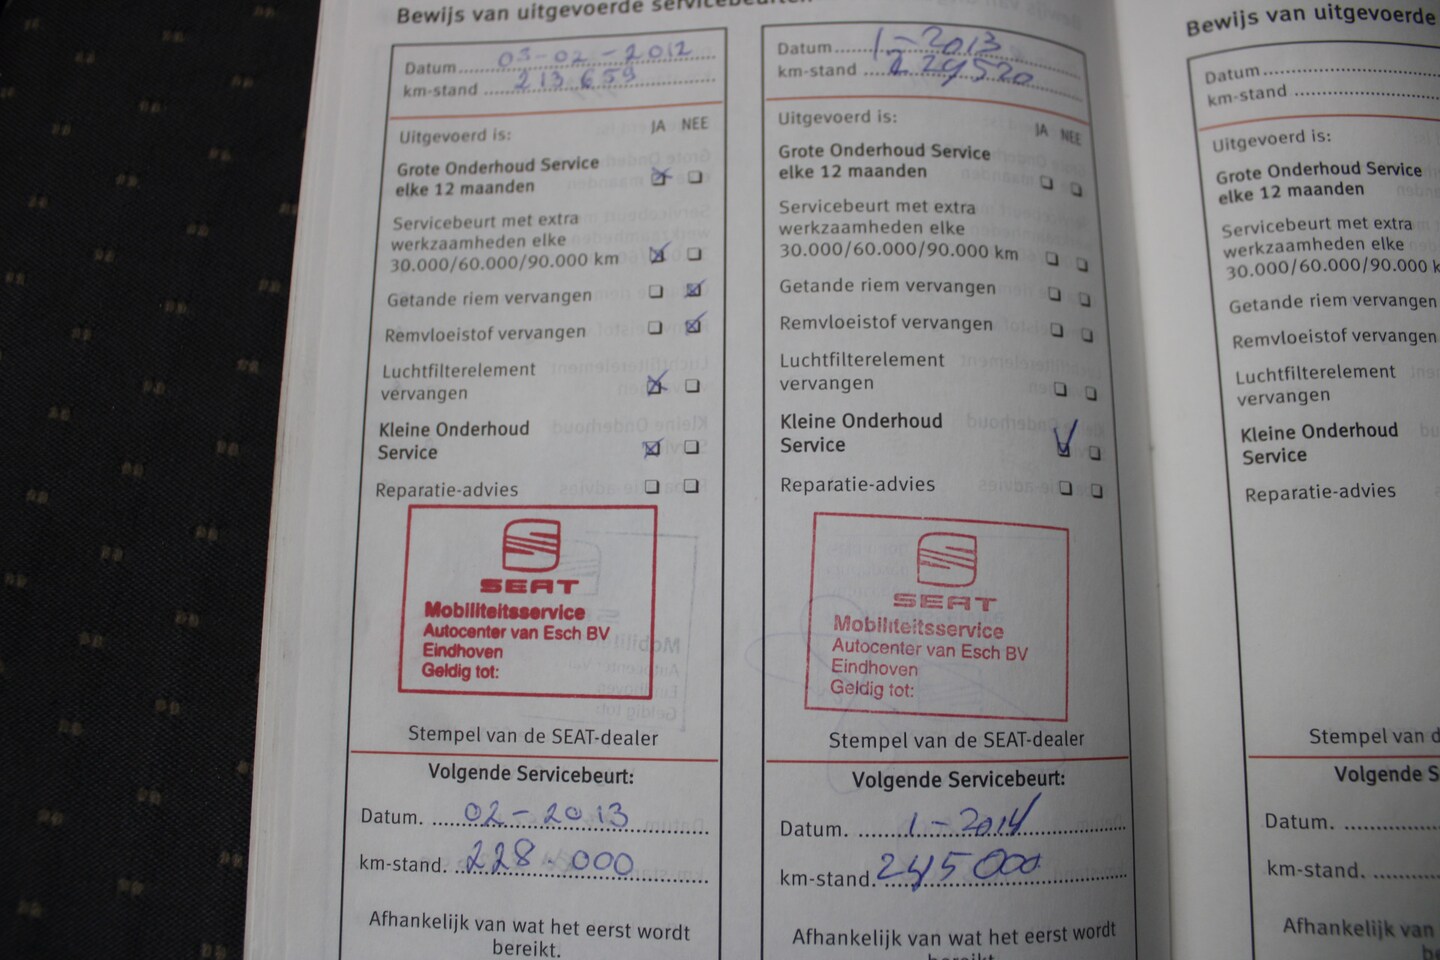 Bewijs van uitgevoerde servicebeurten
Datum 03-02-2012
km-stand 213.659
Uitgevoerd is: JA NEE
Grote Onderhoud Service
elke 12 maanden
Servicebeurt met extra
werkzaamheden elke
30.000/60.000/90.000 km
Getande riem vervangen
Remvloeistof vervangen
Luchtfilterelement
vervangen
Kleine Onderhoud
Service
Reparatie-advies
SEAT
Mobiliteitsservice
Autocenter van Esch BV
Eindhoven
Geldig tot:
Stempel van de SEAT-dealer
Volgende Servicebeurt:
Datum. 02-2013
km-stand. 228.000
Afhankelijk van wat het eerst wordt
bereikt.
Datum 1-2013
km-stand 229520
Uitgevoerd is: JA NEE
Grote Onderhoud Service
elke 12 maanden
Servicebeurt met extra
werkzaamheden elke
30.000/60.000/90.000 km
Getande riem vervangen
Remvloeistof vervangen
Luchtfilterelement
vervangen
Kleine Onderhoud
Service
Reparatie-advies
SEAT
Mobiliteitsservice
Autocenter van Esch BV
Eindhoven
Geldig tot:
Stempel van de SEAT-dealer
Volgende Servicebeurt:
Datum. 1-2014
km-stand. 245000
Afhankelijk van wat het eerst wordt
bereikt.
Bewijs van uitgevoerde
Datum
km-stand
Uitgevoerd is:
Grote Onderhoud Service
elke 12 maanden
Servicebeurt met extra
werkzaamheden elke
30.000/60.000/90.000 k
Getande riem vervangen
Remvloeistof vervangen
Luchtfilterelement
vervangen
Kleine Onderhoud
Service
Reparatie-advies
Stempel van d
Volgende S
Datum.
km-stand.
Afhankelijk van